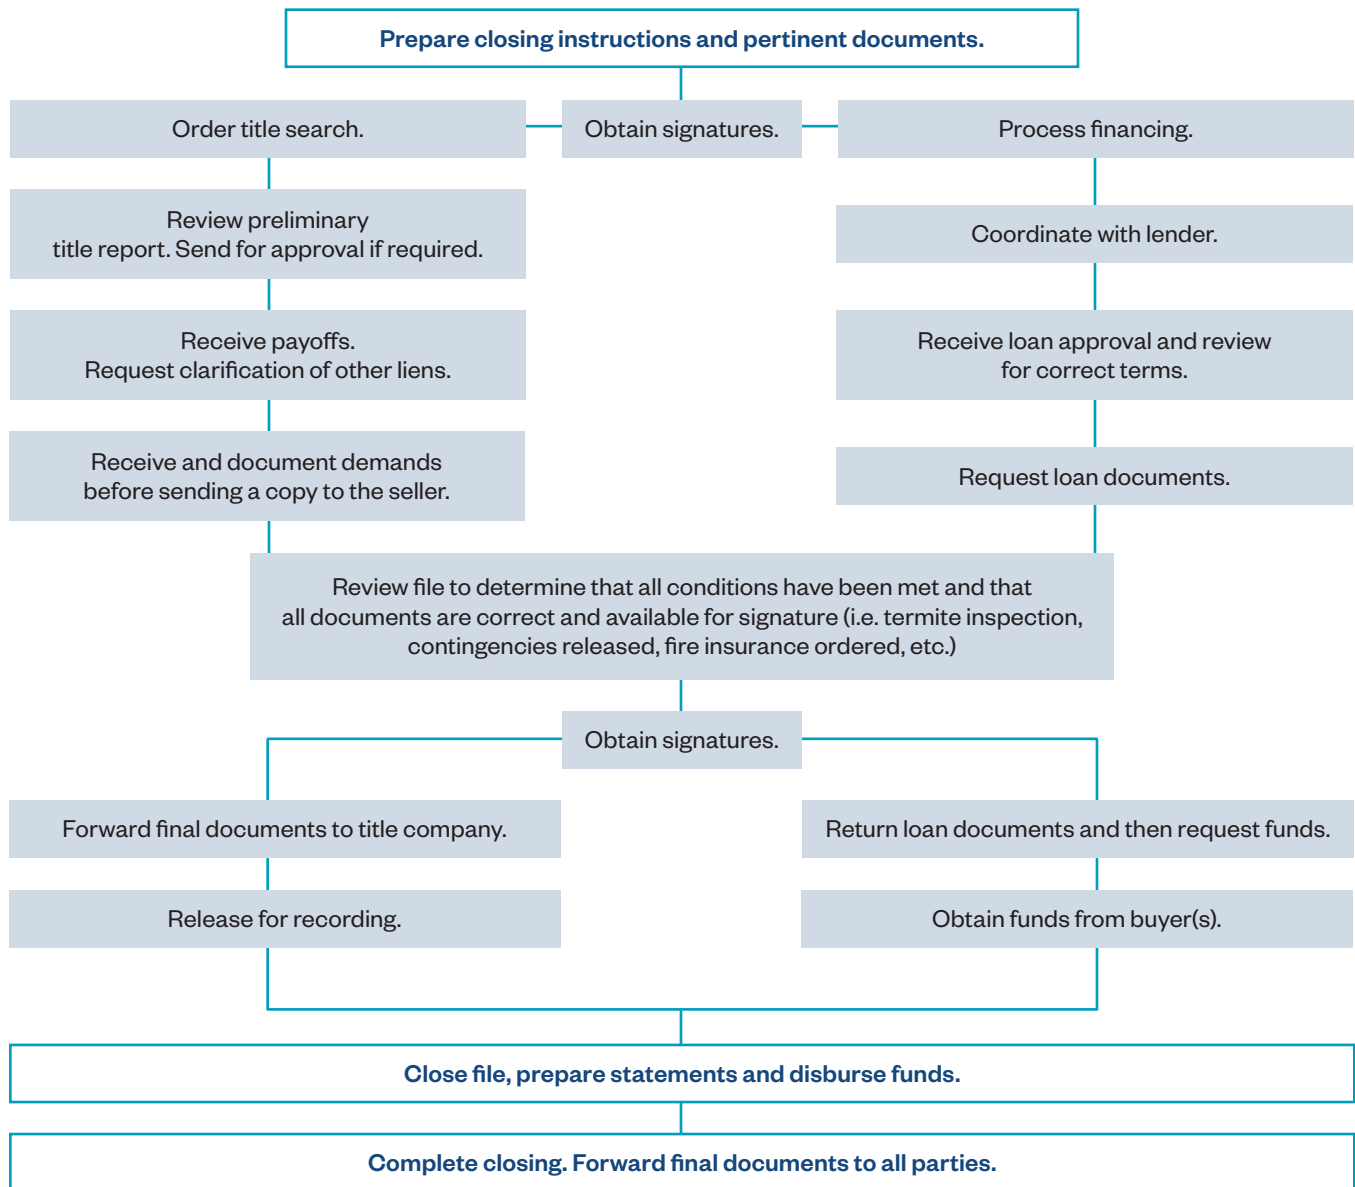 Prepare closing instructions and pertinent documents.
Order title search.
Obtain signatures.
Process financing.
Review preliminary
title report. Send for approval if required.
Coordinate with lender.
Receive payoffs.
Request clarification of other liens.
Receive loan approval and review
for correct terms.
Receive and document demands
before sending a copy to the seller.
Request loan documents.
Review file to determine that all conditions have been met and that
all documents are correct and available for signature (i.e. termite inspection,
contingencies released, fire insurance ordered, etc.)
Obtain signatures.
Forward final documents to title company.
Return loan documents and then request funds.
Release for recording.
Obtain funds from buyer(s).
Close file, prepare statements and disburse funds.
Complete closing. Forward final documents to all parties.